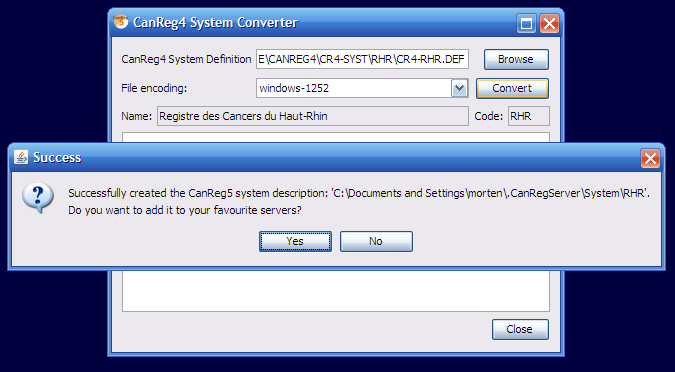 CanReg4 System Converter
CanReg4 System Definition E\CANREG4\CR4-SYST\RHR\CR4-RHR.DEF Browse
File encoding: windows-1252 Convert
Name: Registre des Cancers du Haut-Rhin Code: RHR
Success
Successfully created the CanReg5 system description: 'C:\Documents and Settings\morten\.CanRegServer\System\RHR'.
Do you want to add it to your favourite servers?
Yes No
Close